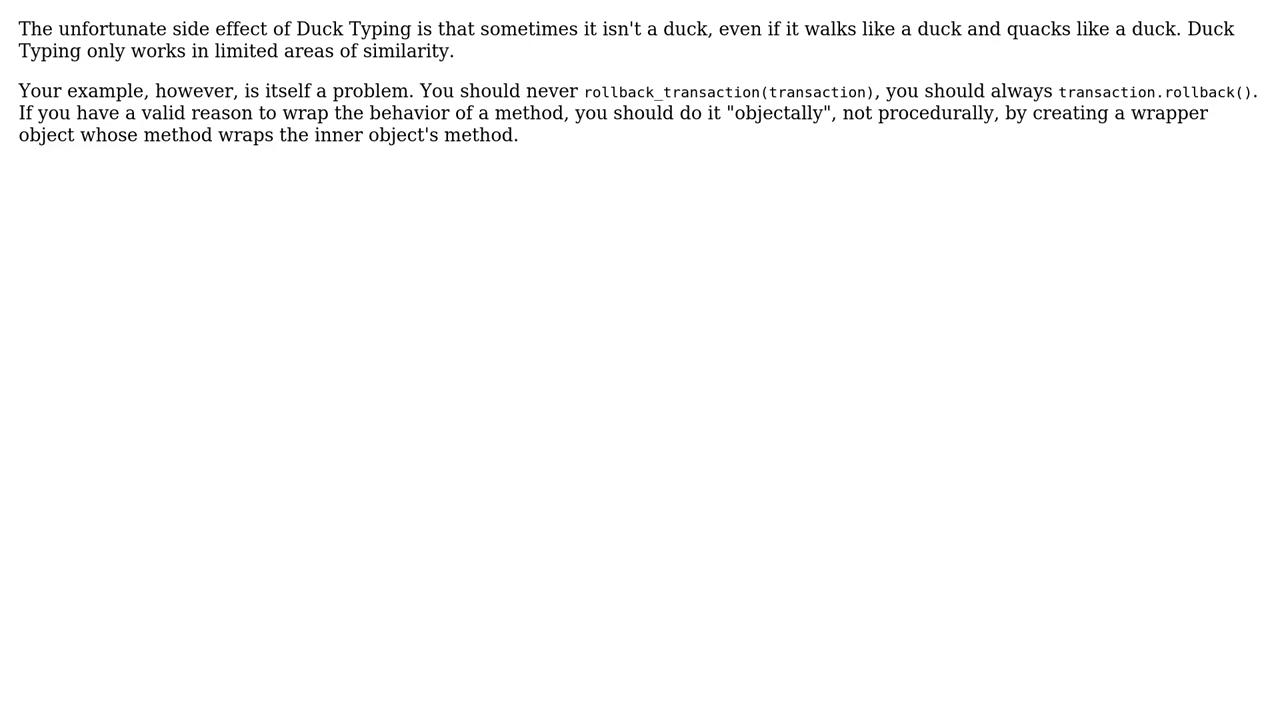 The unfortunate side effect of Duck Typing is that sometimes it isn't a duck, even if it walks like a duck and quacks like a duck. Duck
Typing only works in limited areas of similarity.
Your example, however, is itself a problem. You should never rollback_transaction(transaction), you should always transaction.rollback().
If you have a valid reason to wrap the behavior of a method, you should do it "objectally", not procedurally, by creating a wrapper
object whose method wraps the inner object's method.